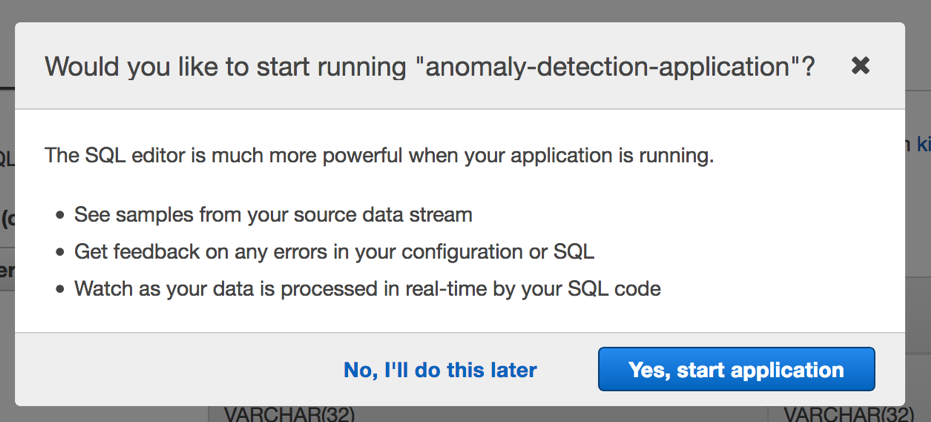 Would you like to start running "anomaly-detection-application"? ✖
The SQL editor is much more powerful when your application is running.
• See samples from your source data stream
• Get feedback on any errors in your configuration or SQL
• Watch as your data is processed in real-time by your SQL code
No, I'll do this later Yes, start application
VARCHAR(32) VARCHAR(32)